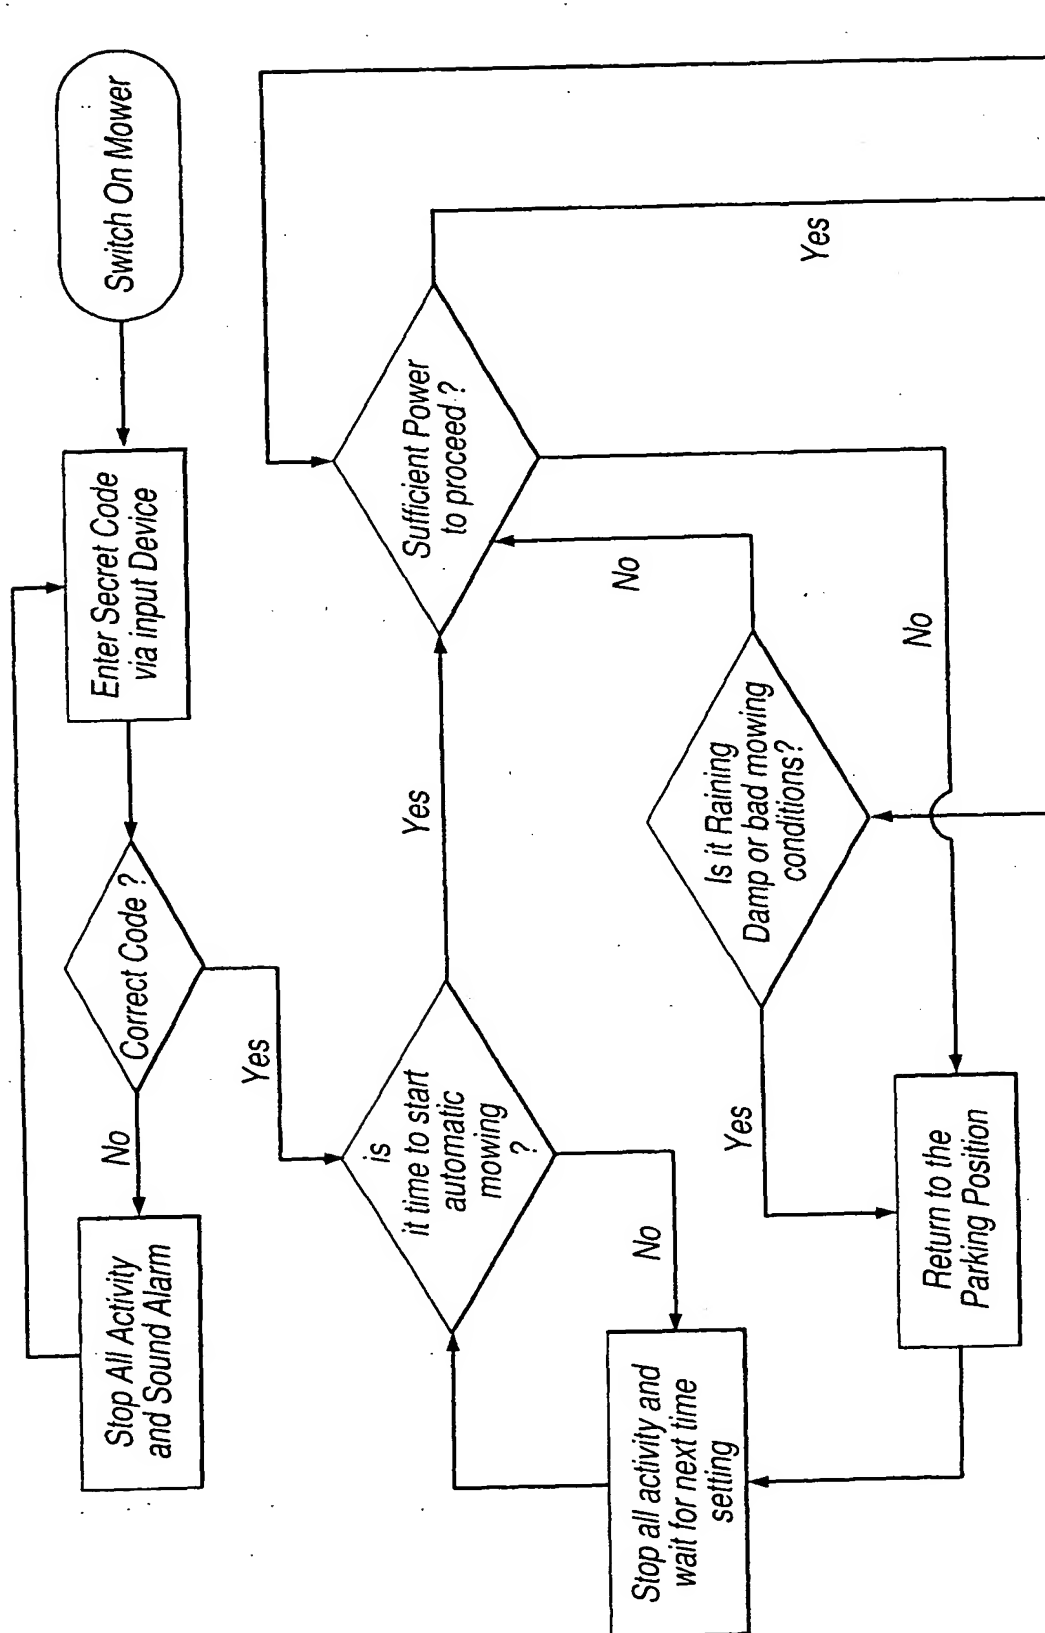 Switch On Mower
Enter Secret Code
via input Device
Correct Code ?
No
Stop All Activity
and Sound Alarm
Yes
is
it time to start
automatic
mowing
?
Yes
Sufficient Power
to proceed ?
Yes
No
No
Is it Raining
Damp or bad mowing
conditions?
Yes
No
Stop all activity and
wait for next time
setting
Return to the
Parking Position